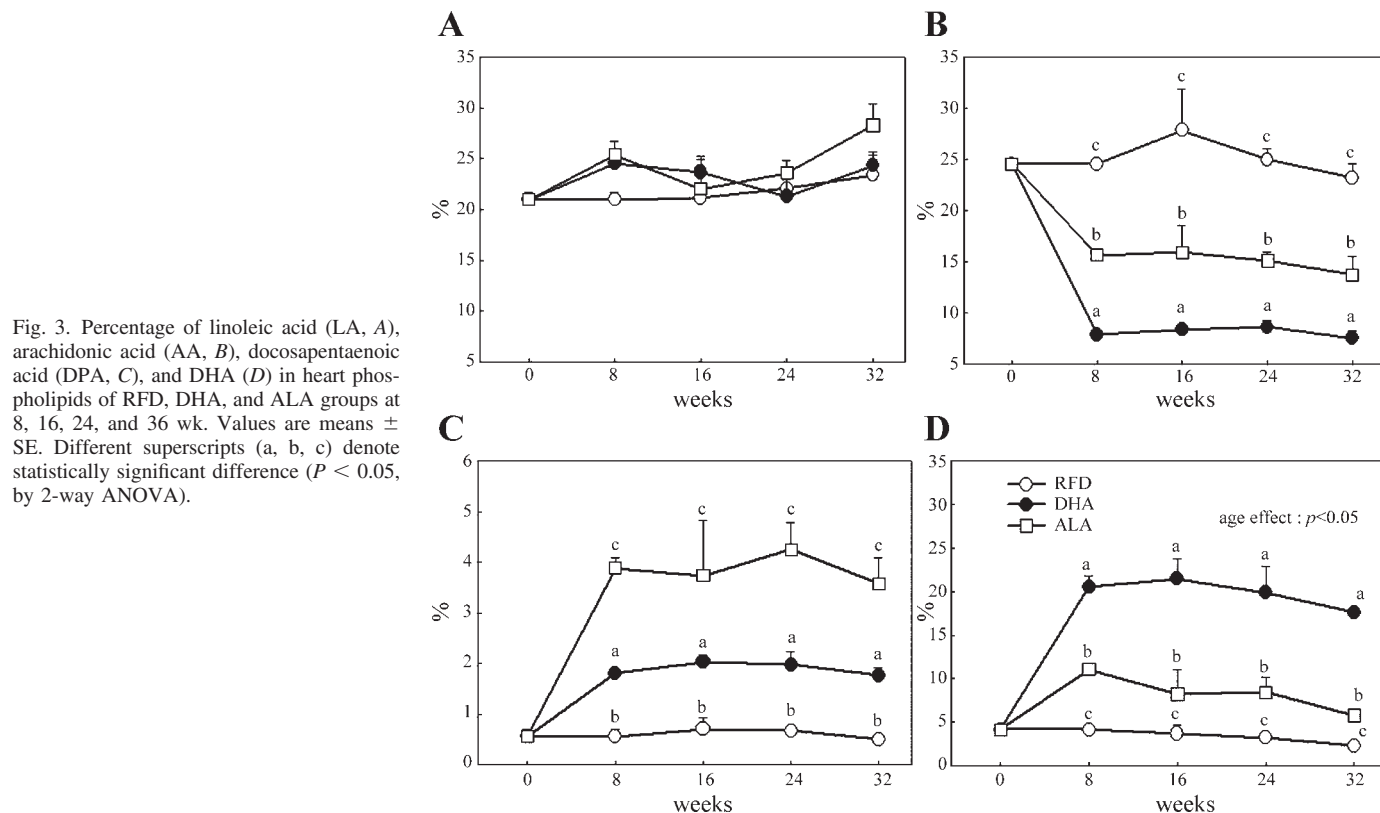 Fig. 3. Percentage of linoleic acid (LA, A),
arachidonic acid (AA, B), docosapentaenoic
acid (DPA, C), and DHA (D) in heart phos-
pholipids of RFD, DHA, and ALA groups at
8, 16, 24, and 36 wk. Values are means ±
SE. Different superscripts (a, b, c) denote
statistically significant difference (P < 0.05,
by 2-way ANOVA).
A
35
30
25
20
15
10
5
%
0 8 16 24 32
weeks
B
35
30
25
20
15
10
5
%
c c c c
b b b b
a a a a
0 8 16 24 32
weeks
C
6
5
4
3
2
1
0
%
c c c c
a a a a
b b b b
0 8 16 24 32
weeks
D
35
30
25
20
15
10
5
0
%
RFD
DHA
ALA
age effect : p<0.05
a a a a
b b b b
c c c c
0 8 16 24 32
weeks